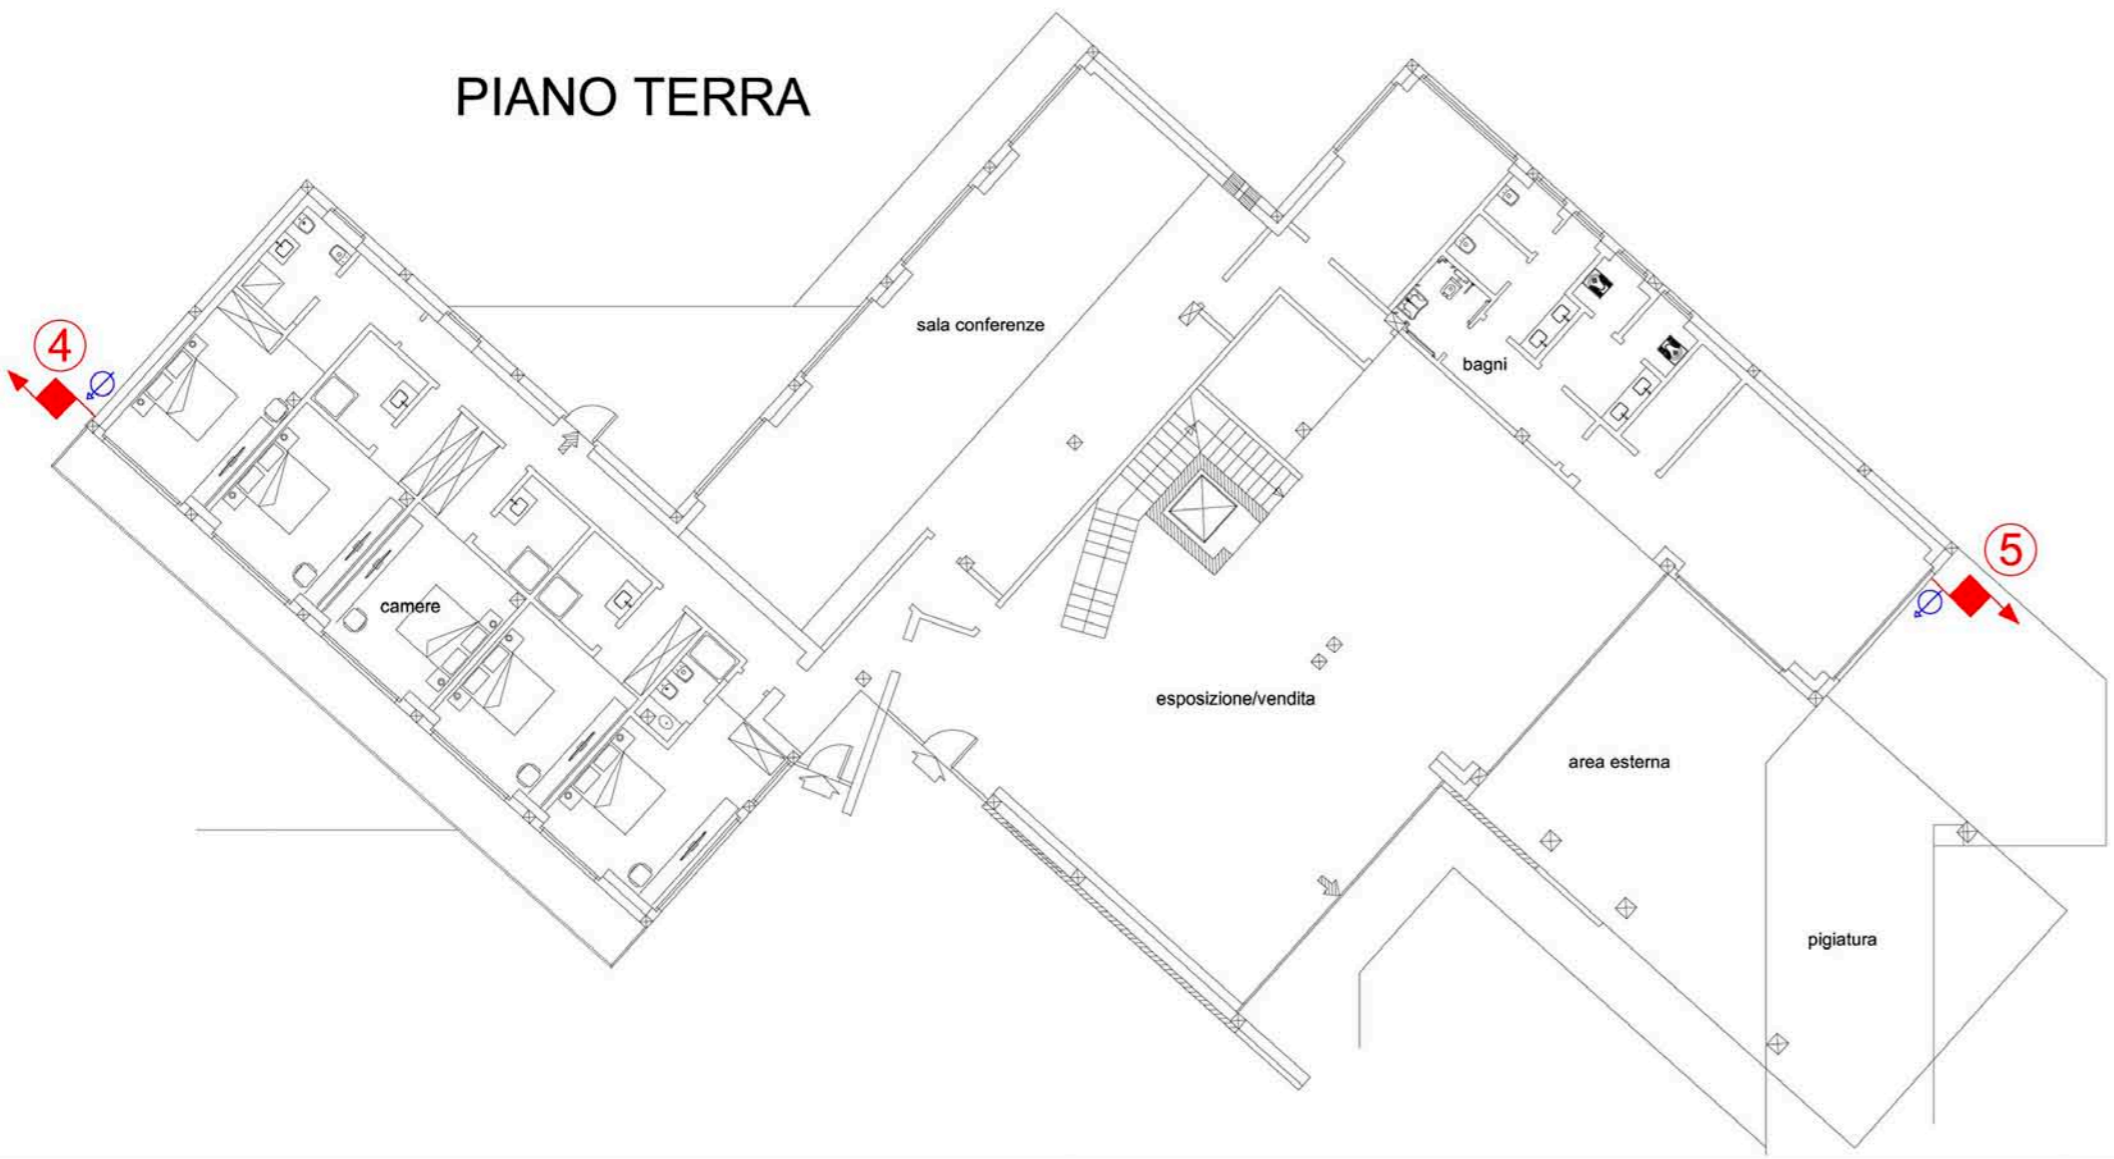 PIANO TERRA
sala conferenze
4
bagni
5
camere
esposizione/vendita
area esterna
pigiatura